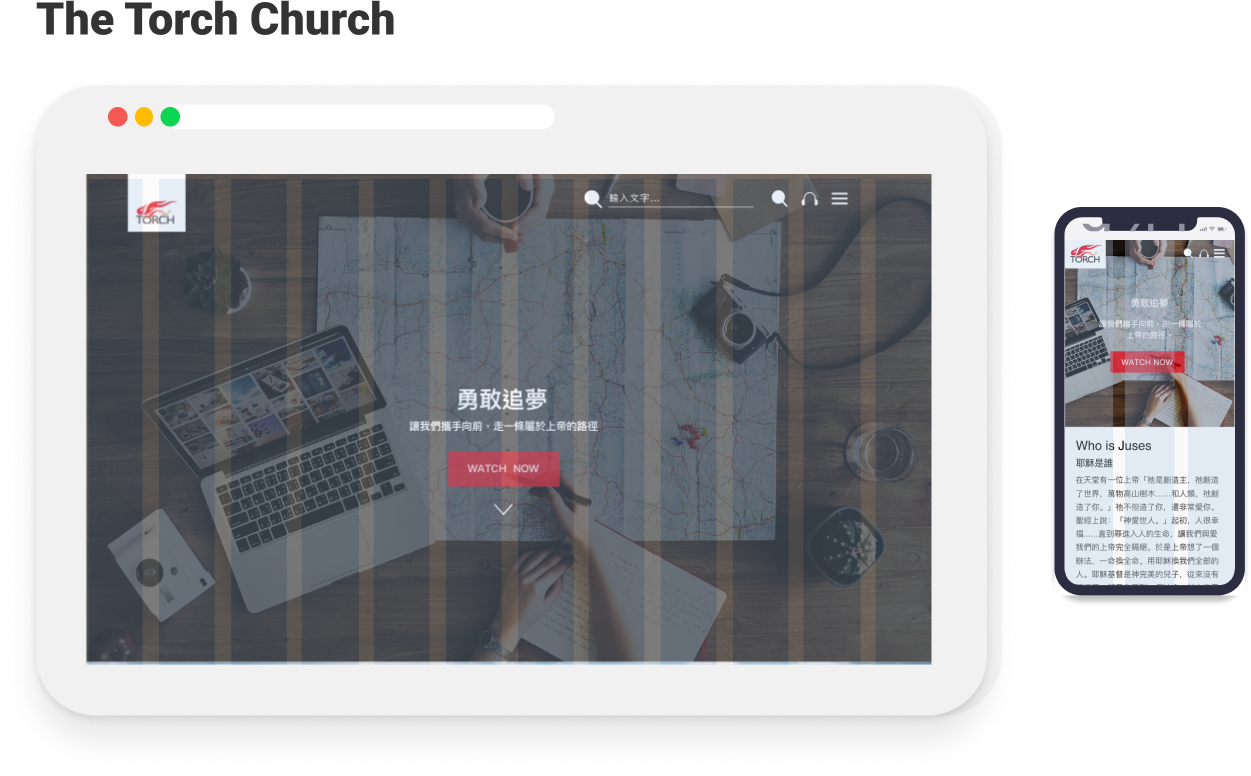 The Torch Church
TORCH
輸入文字...
勇敢追夢
讓我們攜手向前，走一條屬於上帝的路徑
WATCH NOW
TORCH
勇敢追夢
讓我們攜手向前，走一條屬於
上帝的路徑。
WATCH NOW
Who is Juses
耶穌是誰
在天堂有一位上帝「祂是創造主，祂創造
了世界，萬物高山樹木......和人類，祂創
造了你。」祂不但造了你，還非常愛你。
聖經上說：「神愛世人。」起初，人很幸
福......直到罪進入人的生命，讓我們與愛
我們的上帝完全隔絕。於是上帝想了一個
辦法，一命換全命。用耶穌換我們全部的
人。耶穌基督是神完美的兒子，從來沒有